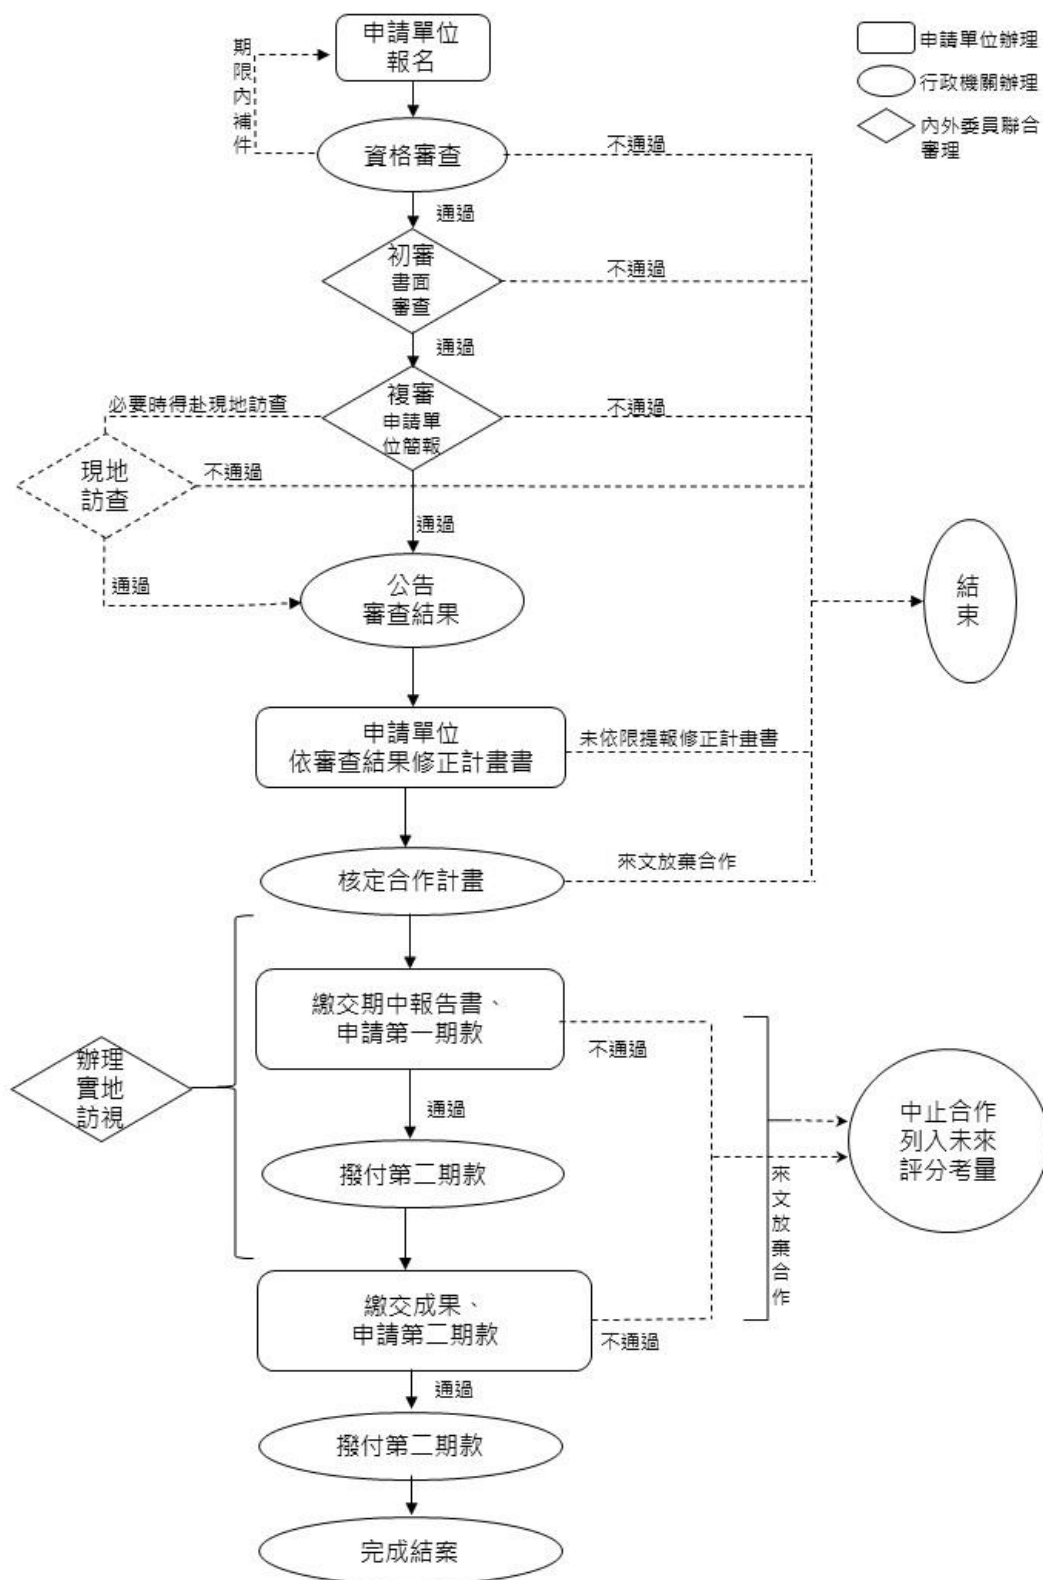 申請單位
報名
期
限
內
補
件
申請單位辦理
行政機關辦理
內外委員聯合
審理
資格審查
不通過
通過
初審
書面
審查
不通過
通過
複審
申請單
位簡報
必要時得赴現地訪查
不通過
現地
訪查
不通過
通過
通過
公告
審查結果
結
束
申請單位
依審查結果修正計畫書
未依限提報修正計畫書
核定合作計畫
來文放棄合作
繳交期中報告書、
申請第一期款
不通過
辦理
實地
訪視
通過
中止合作
列入未來
評分考量
撥付第二期款
來
文
放
棄
合
作
繳交成果、
申請第二期款
不通過
通過
撥付第二期款
完成結案